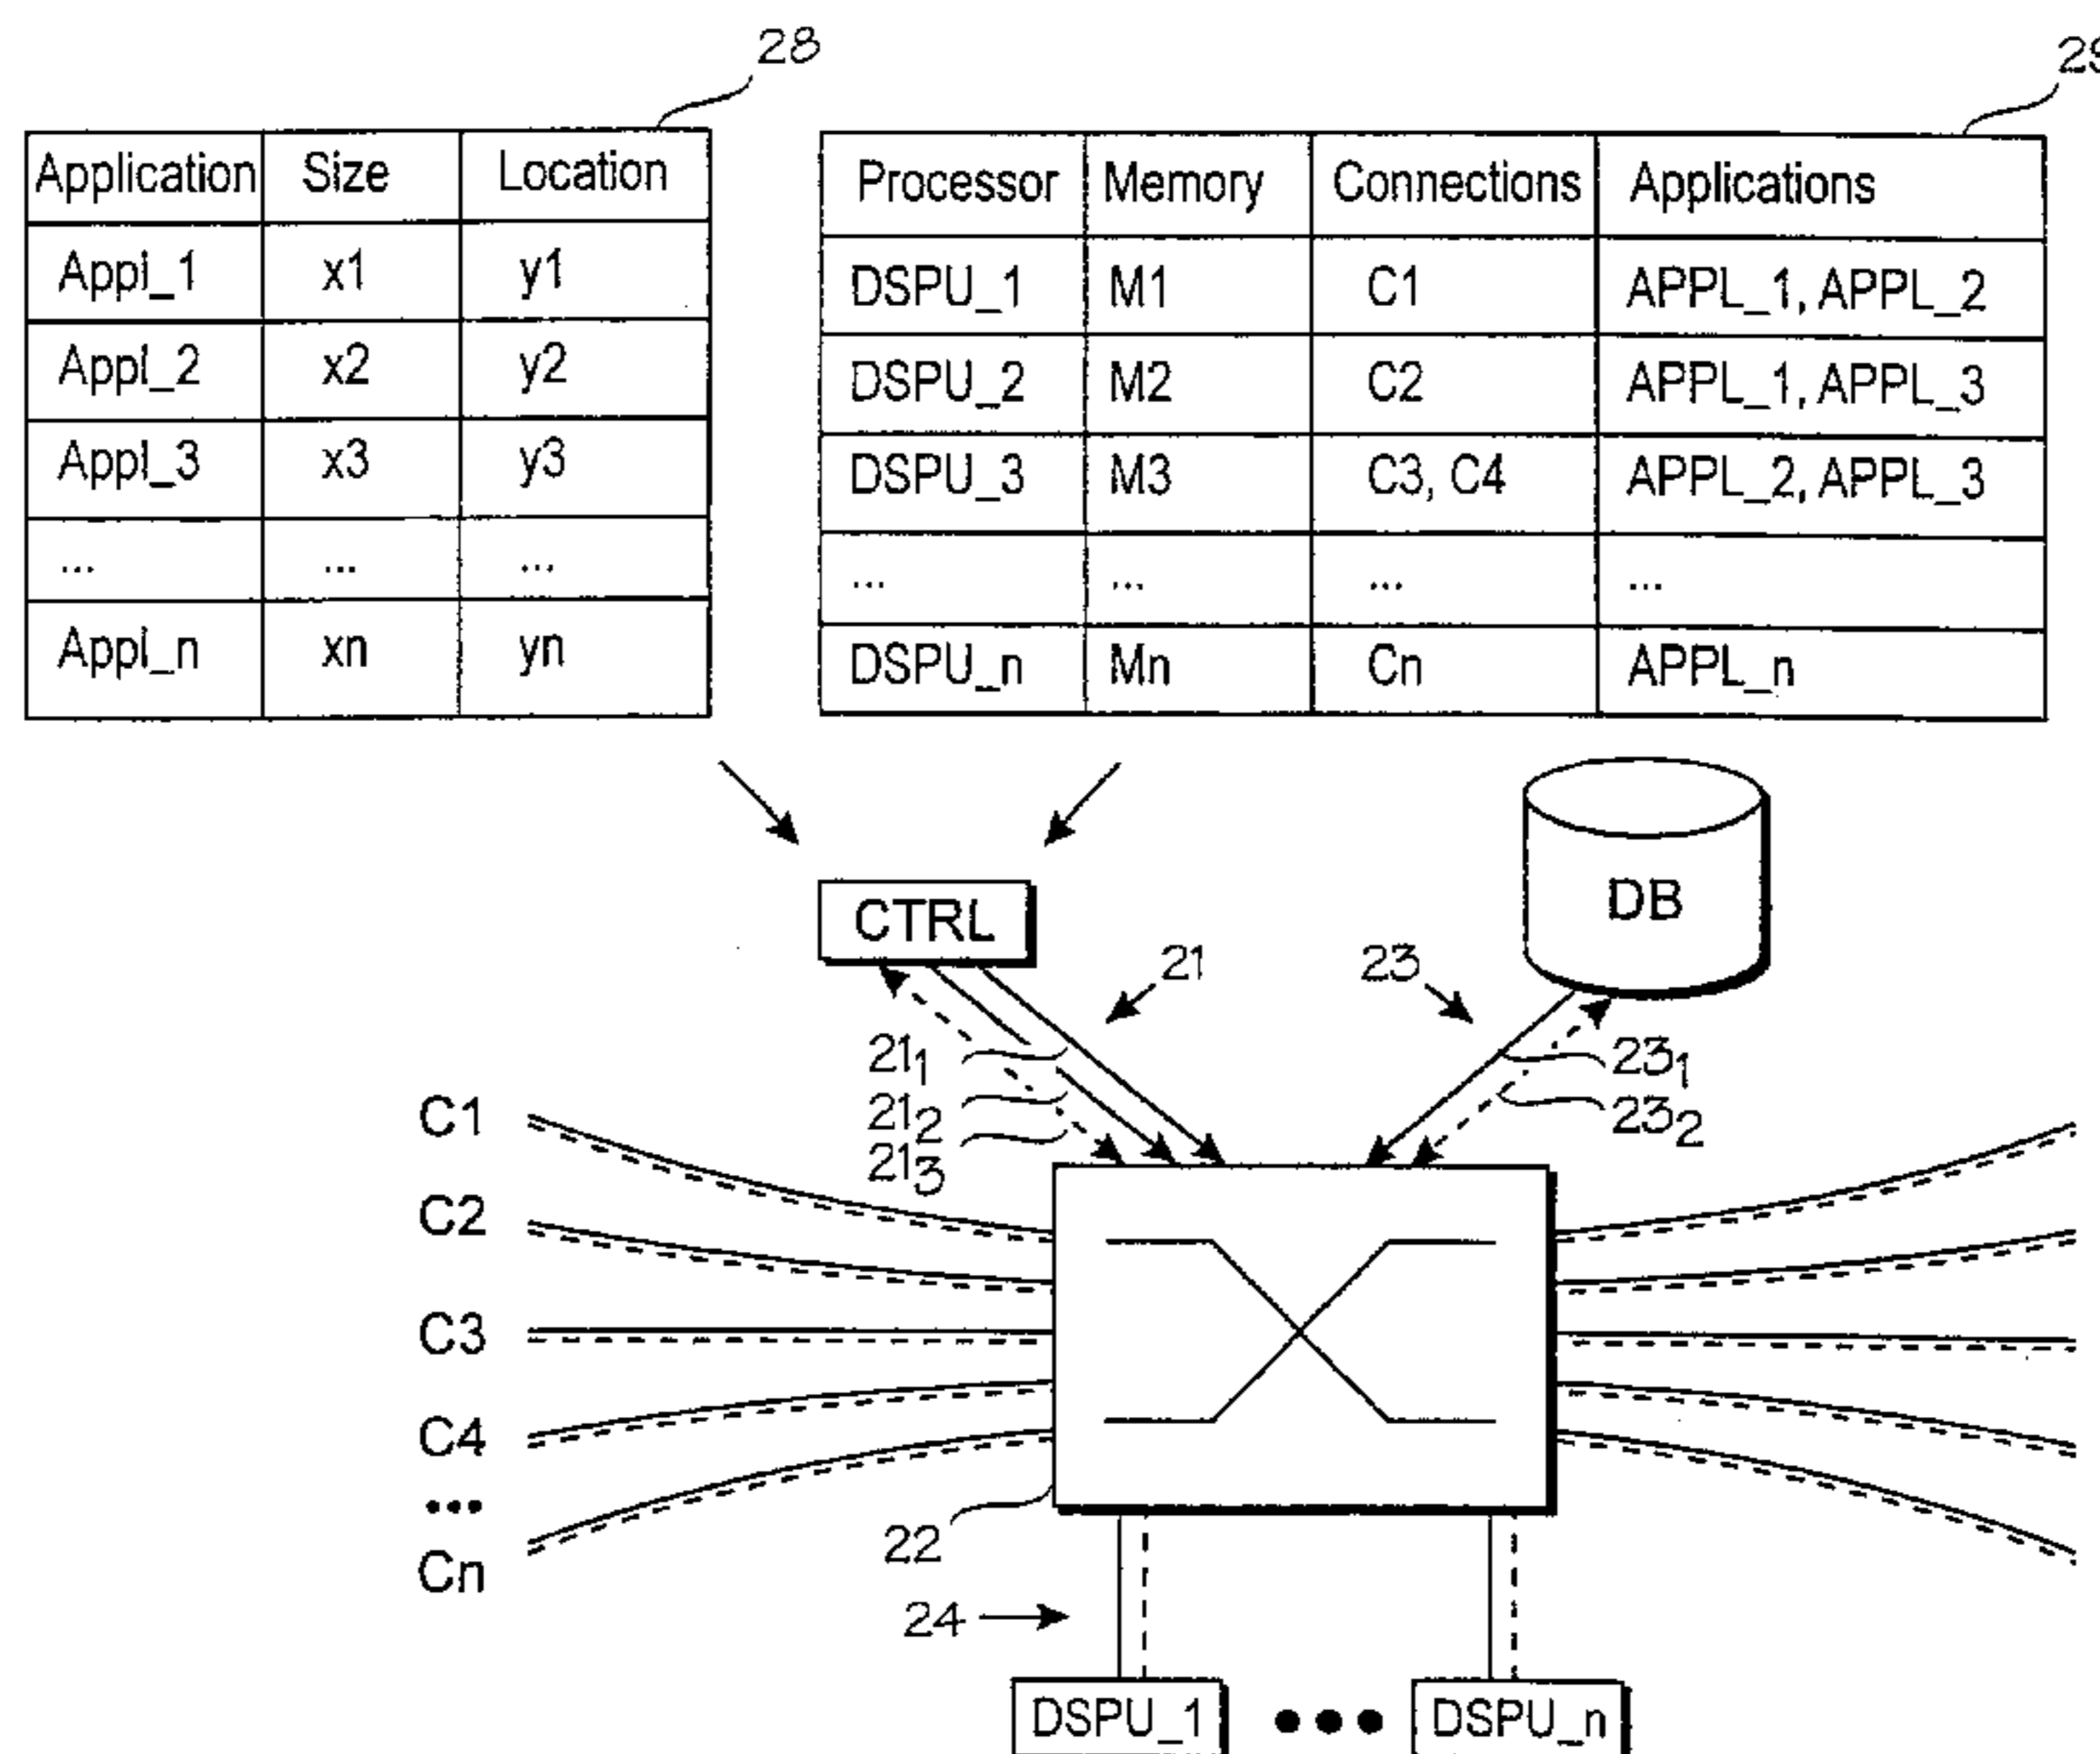 28
29
Application Size Location
Appl_1 x1 y1
Appl_2 x2 y2
Appl_3 x3 y3
... ... ...
Appl_n xn yn
Processor Memory Connections Applications
DSPU_1 M1 C1 APPL_1, APPL_2
DSPU_2 M2 C2 APPL_1, APPL_3
DSPU_3 M3 C3, C4 APPL_2, APPL_3
... ... ... ...
DSPU_n Mn Cn APPL_n
CTRL
DB
21
23
21₁
21₂
21₃
23₁
23₂
C1
C2
C3
C4
...
Cn
22
24
DSPU_1 ... DSPU_n